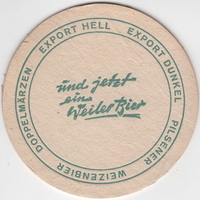 DOPPELMÄRZEN EXPORT HELL EXPORT DUNKEL PILSENER WEIZENBIER
und jetzt
ein
Weiler Bier